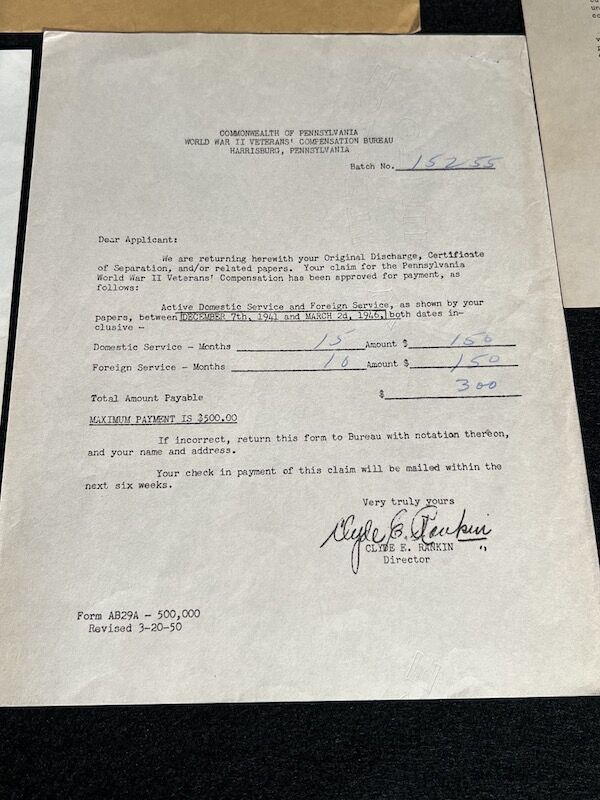 COMMONWEALTH OF PENNSYLVANIA
WORLD WAR II VETERANS' COMPENSATION BUREAU
HARRISBURG, PENNSYLVANIA
Batch No. 152 55
Dear Applicant:
We are returning herewith your Original Discharge, Certificate
of Separation, and/or related papers. Your claim for the Pennsylvania
World War II Veterans' Compensation has been approved for payment, as
follows:
Active Domestic Service and Foreign Service, as shown by your
papers, between DECEMBER 7th, 1941 and MARCH 2d, 1946, both dates in-
clusive -
Domestic Service - Months 15 Amount $ 150
Foreign Service - Months 10 Amount $ 150
Total Amount Payable $ 300
MAXIMUM PAYMENT IS $500.00
If incorrect, return this form to Bureau with notation thereon,
and your name and address.
Your check in payment of this claim will be mailed within the
next six weeks.
Very truly yours
Clyde E. Rankin
CLYDE E. RANKIN
Director
Form AB29A - 500,000
Revised 3-20-50